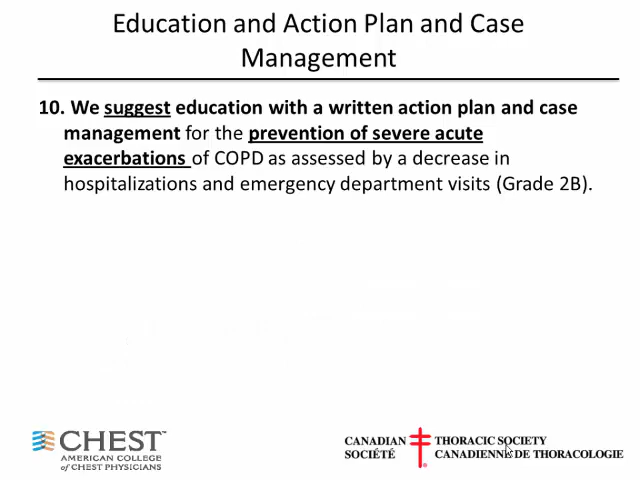 Education and Action Plan and Case
Management
10. We suggest education with a written action plan and case
management for the prevention of severe acute
exacerbations of COPD as assessed by a decrease in
hospitalizations and emergency department visits (Grade 2B).
CHEST™
AMERICAN COLLEGE
of CHEST PHYSICIANS
CANADIAN THORACIC SOCIETY
SOCIÉTÉ CANADIENNE DE THORACOLOGIE